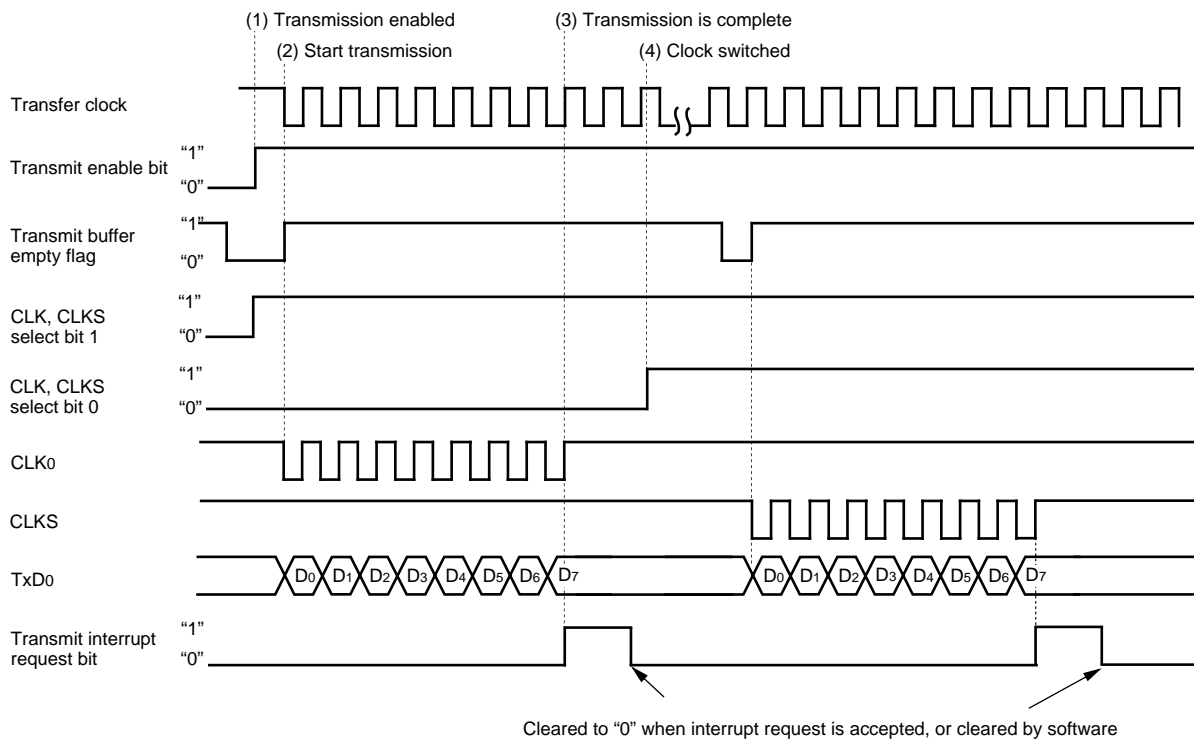 (1) Transmission enabled
(3) Transmission is complete
(2) Start transmission
(4) Clock switched
Transfer clock
“1”
Transmit enable bit
“0”
“1”
Transmit buffer
empty flag
“0”
“1”
CLK, CLKS
select bit 1
“0”
“1”
CLK, CLKS
select bit 0
“0”
CLK0
CLKS
TxD0
D0 D1 D2 D3 D4 D5 D6 D7
D0 D1 D2 D3 D4 D5 D6 D7
“1”
Transmit interrupt
request bit
“0”
Cleared to “0” when interrupt request is accepted, or cleared by software